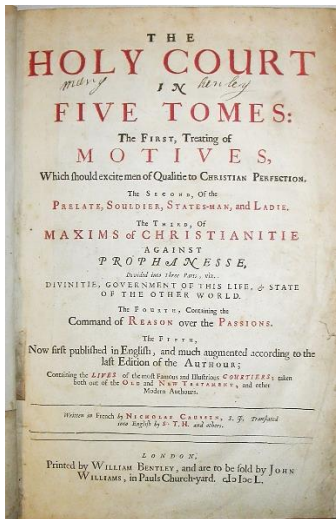 THE
HOLY COURT
many IN henley
FIVE TOMES:
The FIRST, Treating of
MOTIVES,
Which should excite men of Qualitie to CHRISTIAN PERFECTION.
The SECOND, Of the
PRELATE, SOULDIER, STATES-MAN, and LADIE.
The THIRD, Of
MAXIMS of CHRISTIANITIE
AGAINST
PROPHANESSE,
Divided into Three Parts, viz.
DIVINITIE, GOVERNMENT OF THIS LIFE, & STATE
OF THE OTHER WORLD.
The FOURTH, Containing the
Command of REASON over the PASSIONS.
The FIFTH,
Now first published in English, and much augmented according to the
last Edition of the AUTHOUR;
Containing the LIVES of the most Famous and Illustrious COURTIERS; taken
both out of the OLD and NEW TESTAMENT, and other
Modern Authours.
Written in French by NICHOLAS CAUSSIN, S. J. Translated
into English by Sr. T. H. and others.
LONDON,
Printed by WILLIAM BENTLEY, and are to be sold by JOHN
WILLIAMS, in Pauls Church-yard. cIɔ Iɔc L.